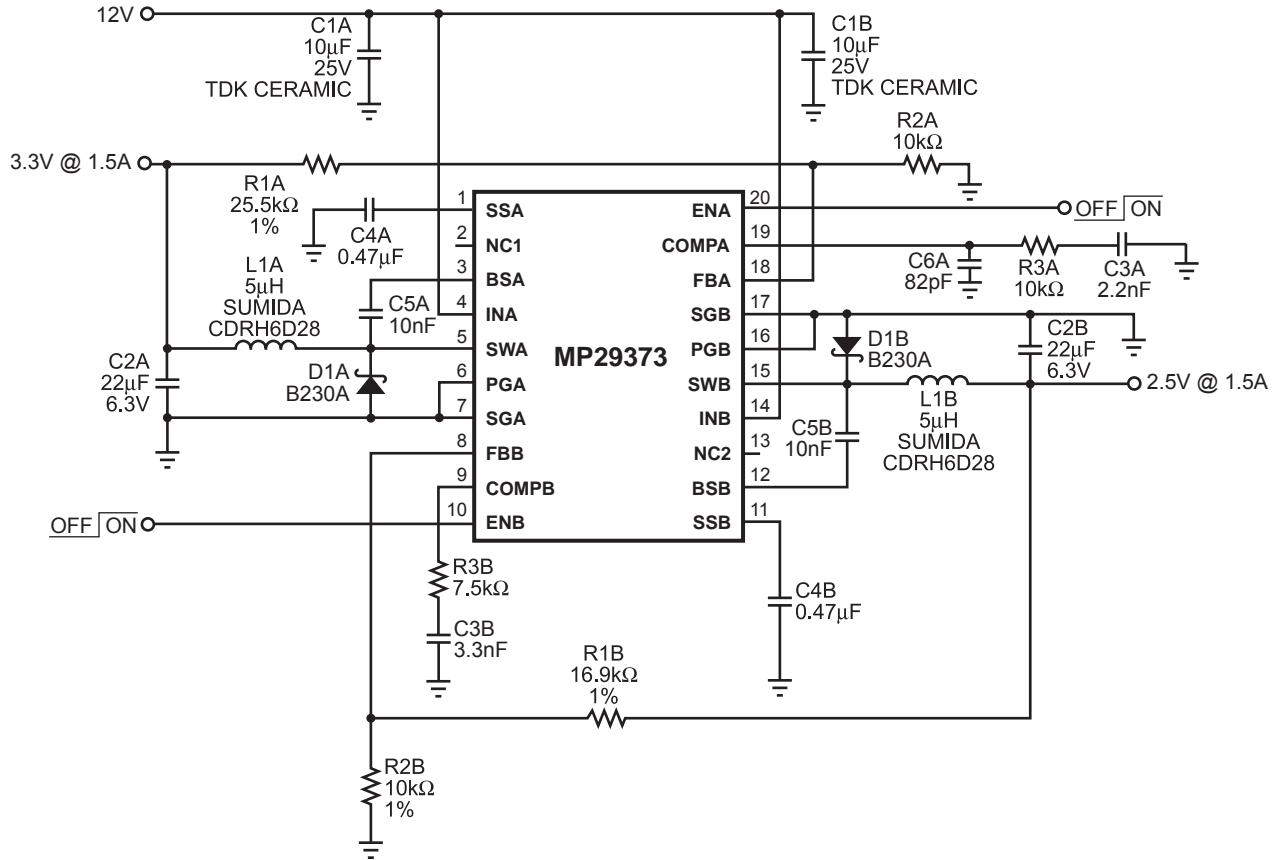 12V
C1A
10µF
25V
TDK CERAMIC
C1B
10µF
25V
TDK CERAMIC
3.3V @ 1.5A
R1A
25.5kΩ
1%
R2A
10kΩ
C4A
0.47µF
L1A
5µH
SUMIDA
CDRH6D28
C5A
10nF
C2A
22µF
6.3V
D1A
B230A
1
2
3
4
5
6
7
8
9
10
SSA
NC1
BSA
INA
SWA
PGA
SGA
FBB
COMPB
ENB
MP29373
ENA
COMPA
FBA
SGB
PGB
SWB
INB
NC2
BSB
SSB
20
19
18
17
16
15
14
13
12
11
OFF ON
C6A
82pF
R3A
10kΩ
C3A
2.2nF
D1B
B230A
C2B
22µF
6.3V
2.5V @ 1.5A
L1B
5µH
SUMIDA
CDRH6D28
C5B
10nF
OFF ON
R3B
7.5kΩ
C3B
3.3nF
C4B
0.47µF
R1B
16.9kΩ
1%
R2B
10kΩ
1%